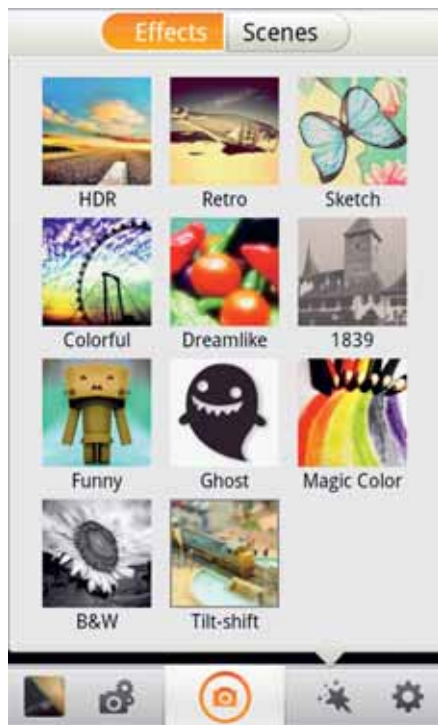 Effects Scenes
HDR Retro Sketch
Colorful Dreamlike 1839
Funny Ghost Magic Color
B&W Tilt-shift